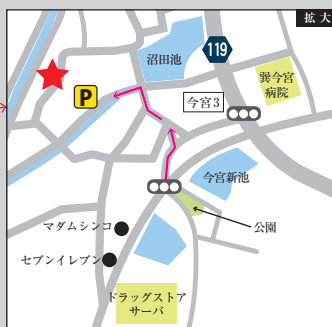 拡大
沼田池
119
P
今宮3
巽今宮
病院
今宮新池
公園
マダムシンコ
セブンイレブン
ドラッグストア
サーバ